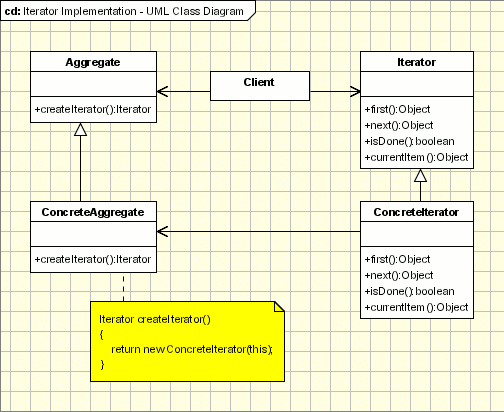 cd: Iterator Implementation - UML Class Diagram
Aggregate
+createIterator():Iterator
Client
Iterator
+first():Object
+next():Object
+isDone():boolean
+currentItem():Object
ConcreteAggregate
+createIterator():Iterator
ConcreteIterator
+first():Object
+next():Object
+isDone():boolean
+currentItem():Object
Iterator createIterator()
{
return new ConcreteIterator(this);
}